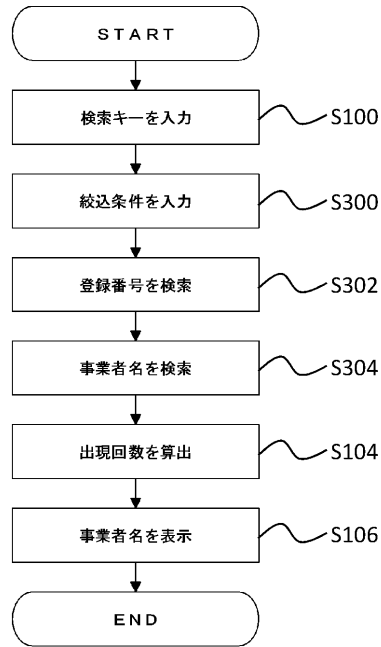 ＳＴＡＲＴ
検索キーを入力
S100
絞込条件を入力
S300
登録番号を検索
S302
事業者名を検索
S304
出現回数を算出
S104
事業者名を表示
S106
ＥＮＤ